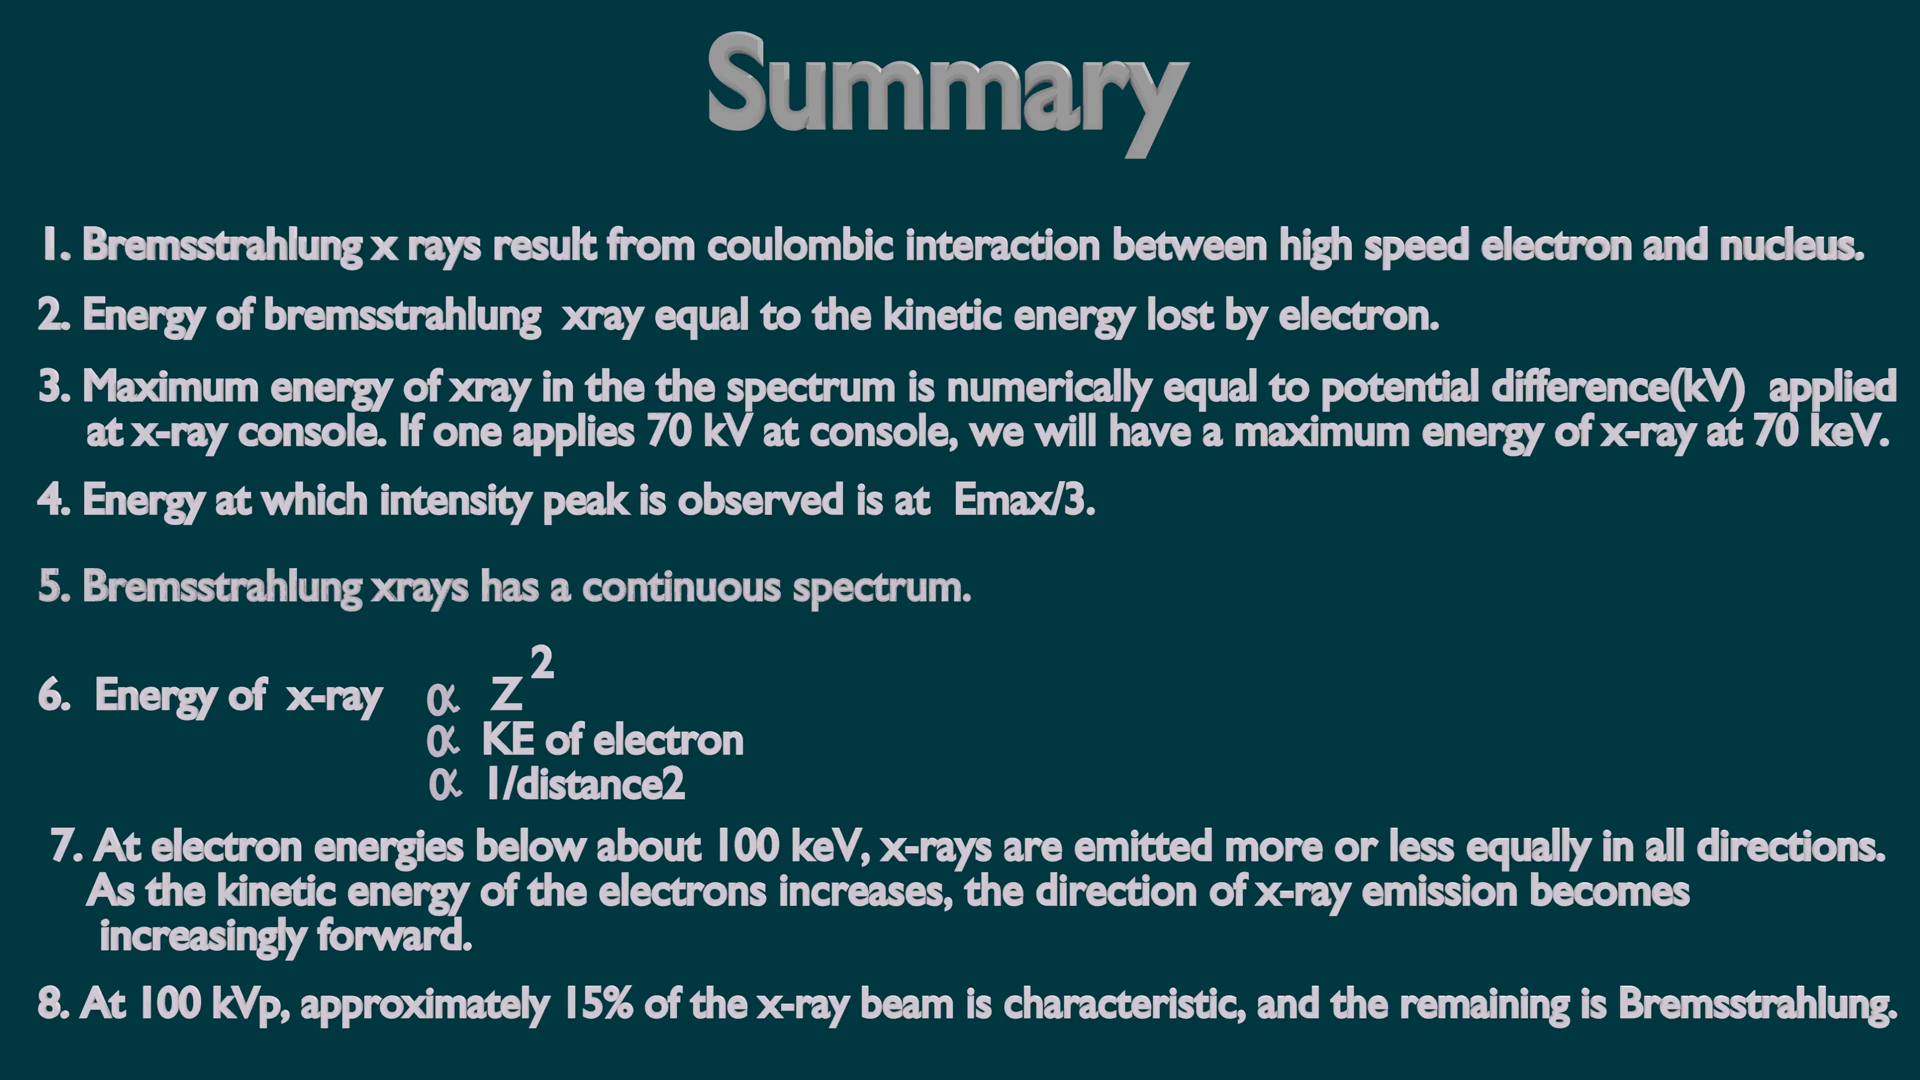 Summary
1. Bremsstrahlung x rays result from coulombic interaction between high speed electron and nucleus.
2. Energy of bremsstrahlung xray equal to the kinetic energy lost by electron.
3. Maximum energy of xray in the the spectrum is numerically equal to potential difference(kV) applied
at x-ray console. If one applies 70 kV at console, we will have a maximum energy of x-ray at 70 keV.
4. Energy at which intensity peak is observed is at Emax/3.
5. Bremsstrahlung xrays has a continuous spectrum.
6. Energy of x-ray ∝ Z²
∝ KE of electron
∝ 1/distance2
7. At electron energies below about 100 keV, x-rays are emitted more or less equally in all directions.
As the kinetic energy of the electrons increases, the direction of x-ray emission becomes
increasingly forward.
8. At 100 kVp, approximately 15% of the x-ray beam is characteristic, and the remaining is Bremsstrahlung.